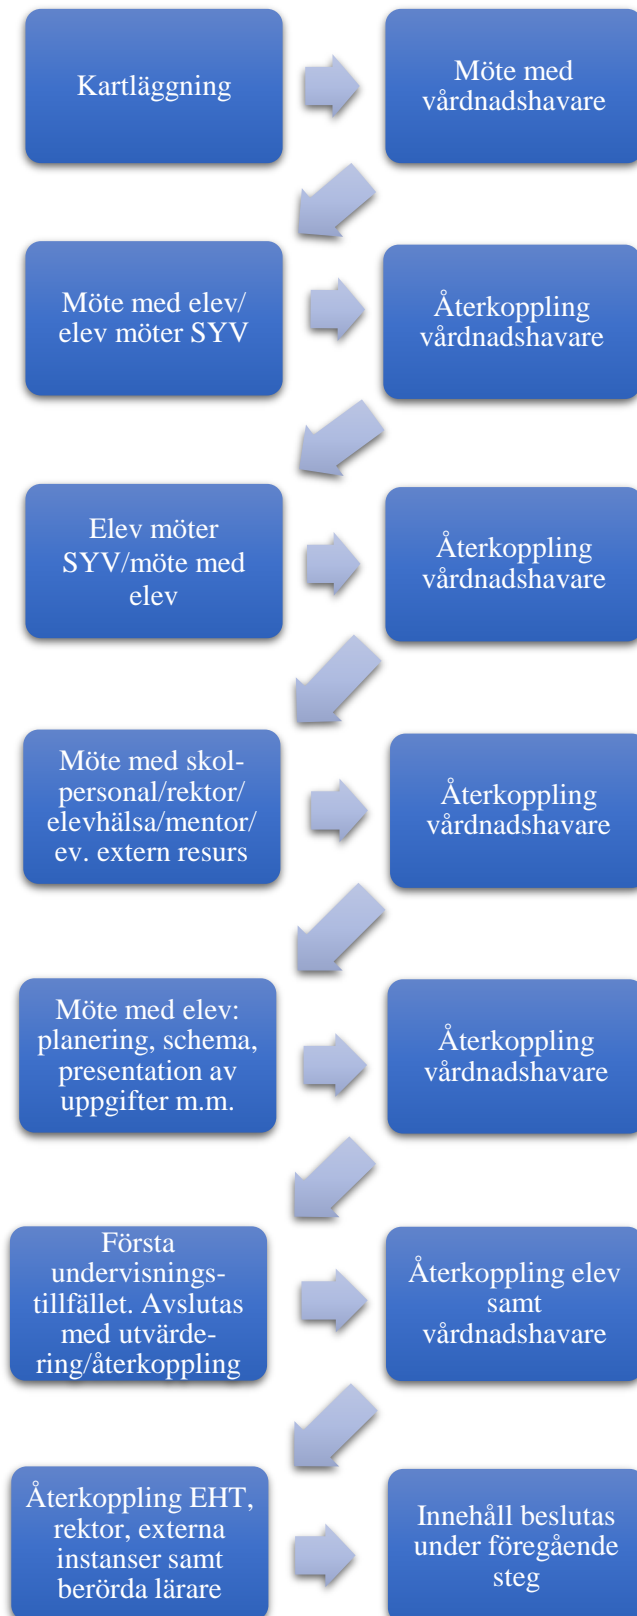 Kartläggning
Möte med
vårdnadshavare
Möte med elev/
elev möter SYV
Återkoppling
vårdnadshavare
Elev möter
SYV/möte med
elev
Återkoppling
vårdnadshavare
Möte med skol-
personal/rektor/
elevhälsa/mentor/
ev. extern resurs
Återkoppling
vårdnadshavare
Möte med elev:
planering, schema,
presentation av
uppgifter m.m.
Återkoppling
vårdnadshavare
Första
undervisnings-
tillfället. Avslutas
med utvärde-
ring/återkoppling
Återkoppling elev
samt
vårdnadshavare
Återkoppling EHT,
rektor, externa
instanser samt
berörda lärare
Innehåll beslutas
under föregående
steg